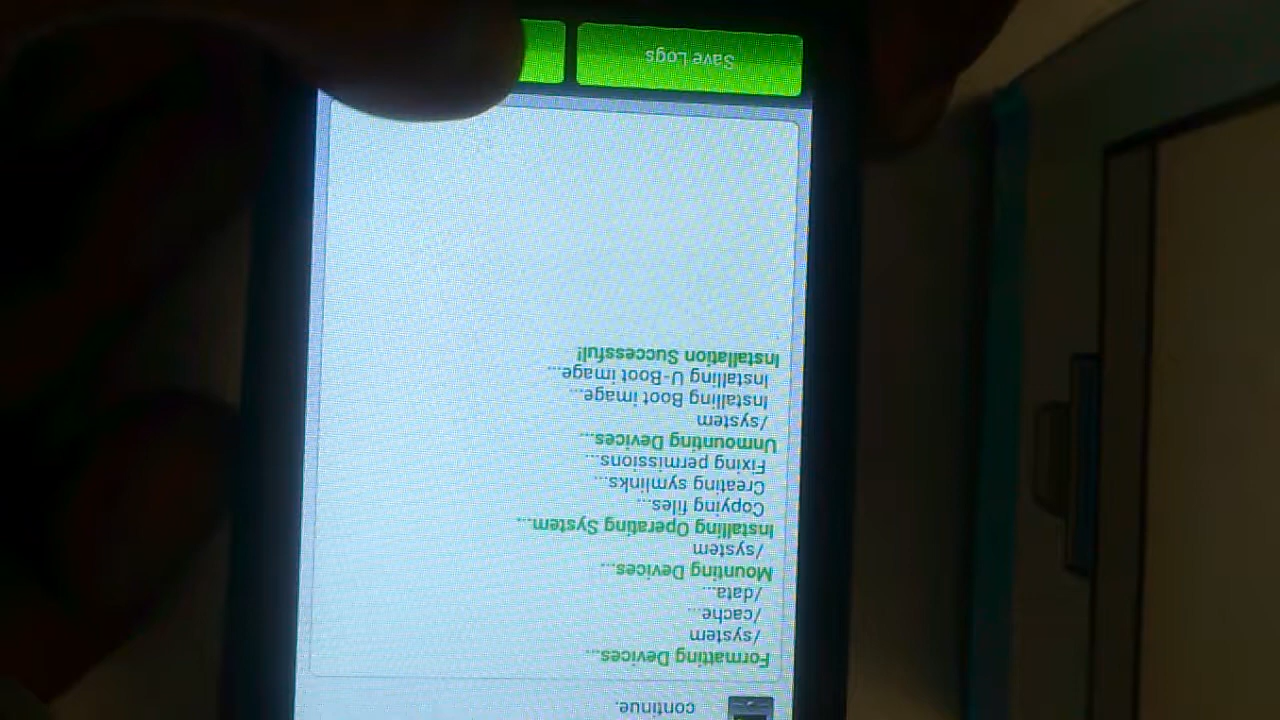 continue.
Formatting Devices...
/system
/cache...
/data...
Mounting Devices...
/system
Installing Operating System...
Copying files...
Creating symlinks...
Fixing permissions...
Unmounting Devices...
/system
Installing Boot image...
Installing U-Boot image...
Installation Successful!
Save Logs